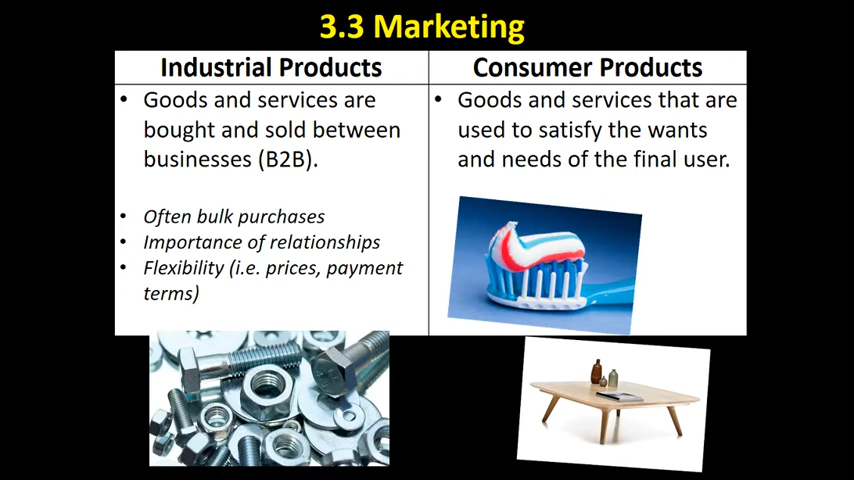 3.3 Marketing
Industrial Products
• Goods and services are
bought and sold between
businesses (B2B).
• Often bulk purchases
• Importance of relationships
• Flexibility (i.e. prices, payment
terms)
Consumer Products
• Goods and services that are
used to satisfy the wants
and needs of the final user.